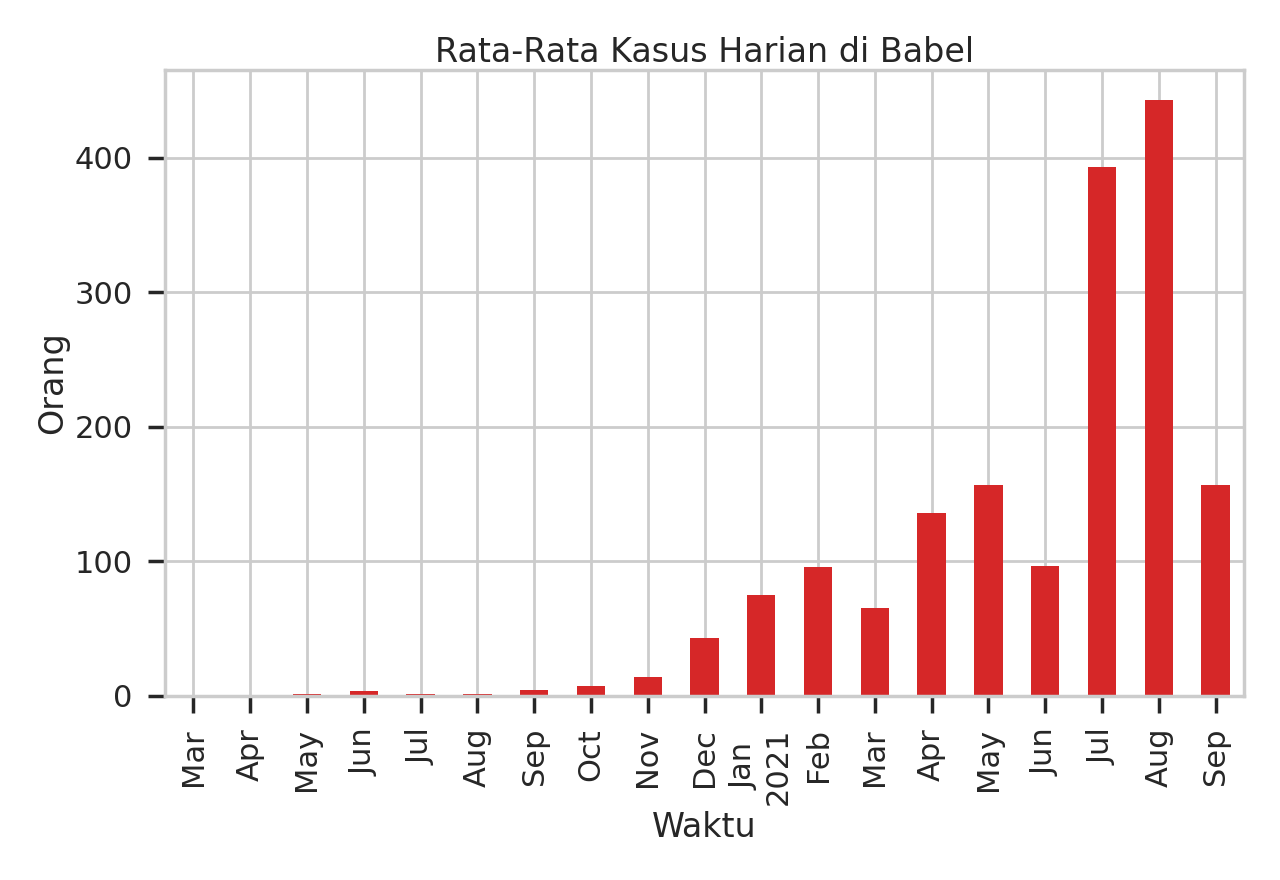 Rata-Rata Kasus Harian di Babel
Orang
400
300
200
100
0
Mar
Apr
May
Jun
Jul
Aug
Sep
Oct
Nov
Dec
Jan
2021
Feb
Mar
Apr
May
Jun
Jul
Aug
Sep
Waktu